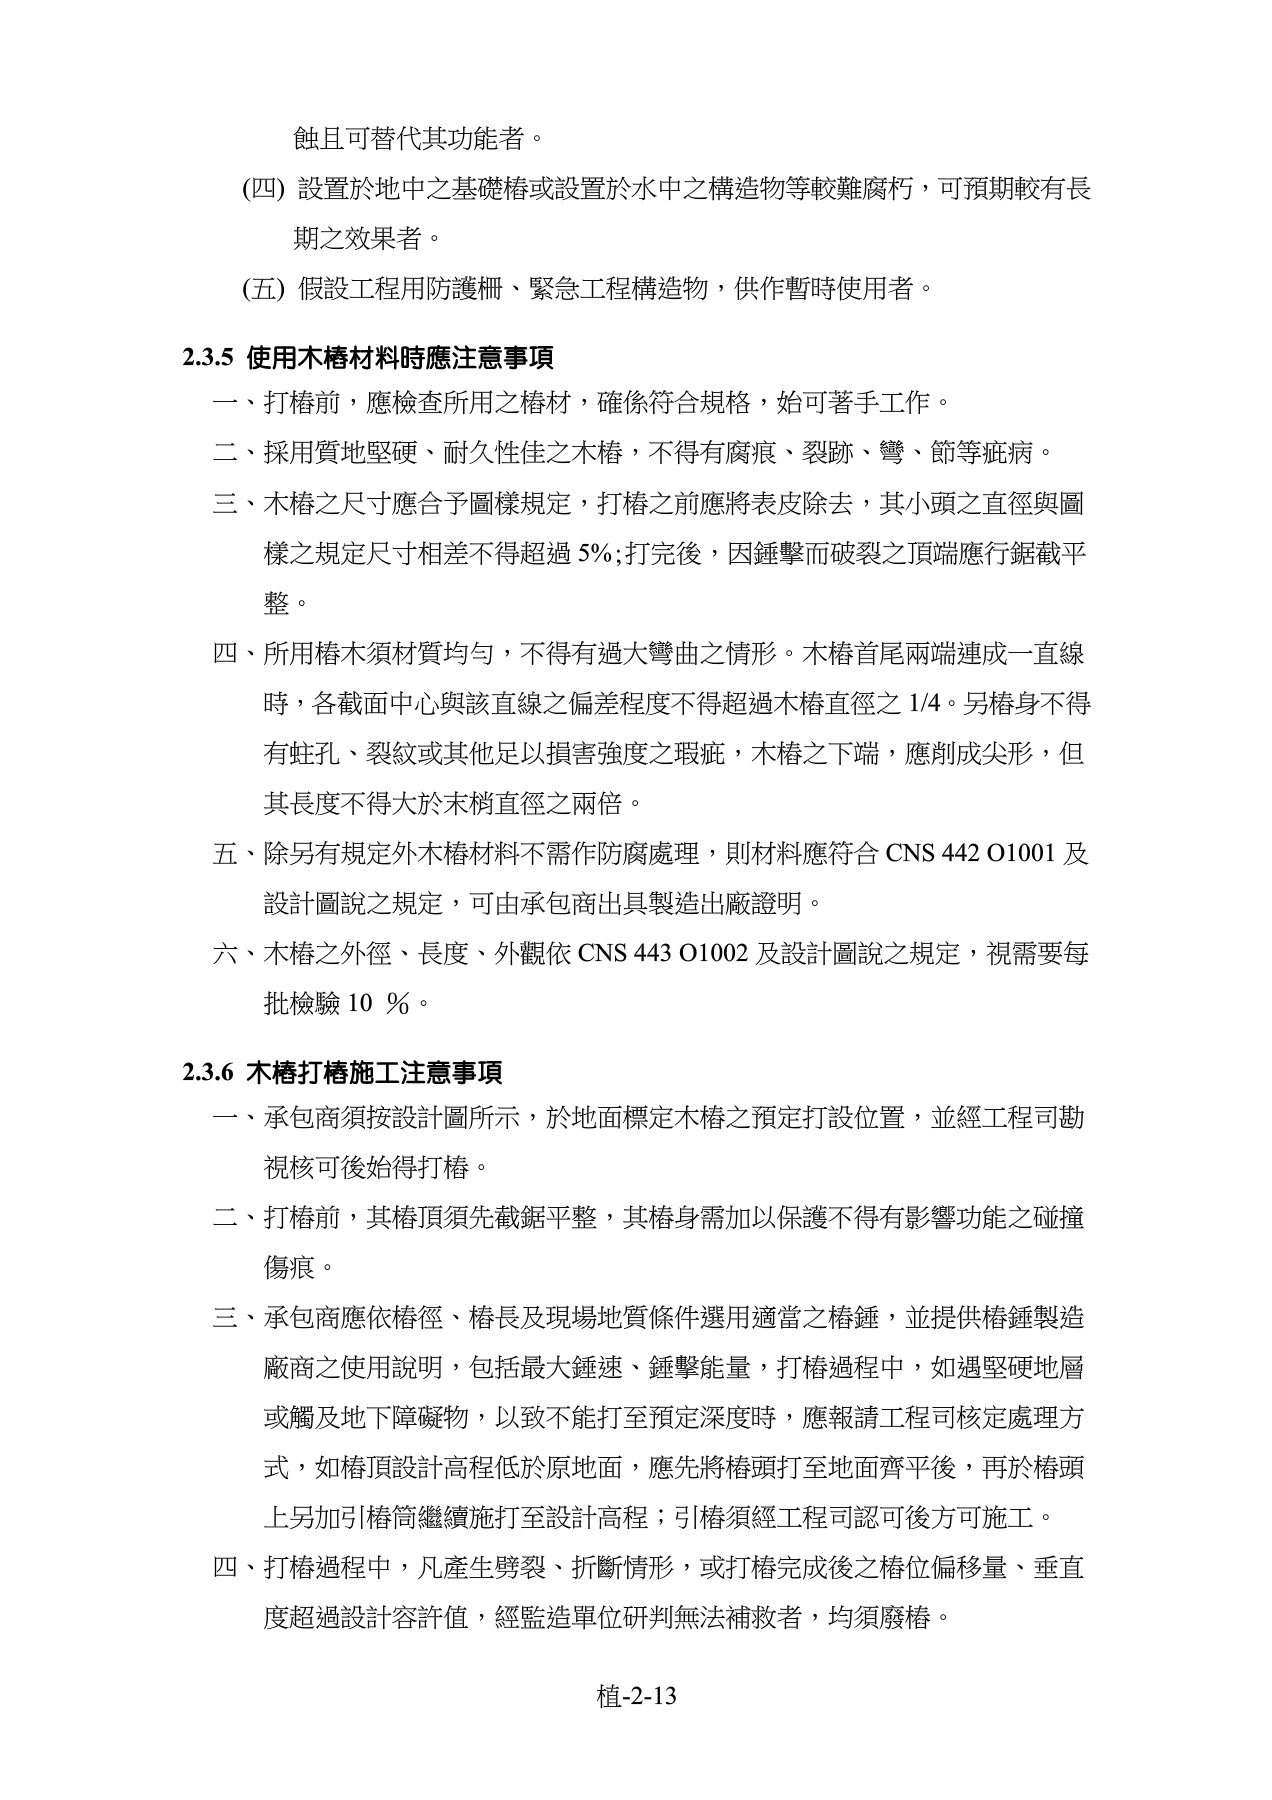 蝕且可替代其功能者。
(四) 設置於地中之基礎樁或設置於水中之構造物等較難腐朽，可預期較有長
期之效果者。
(五) 假設工程用防護柵、緊急工程構造物，供作暫時使用者。
2.3.5 使用木樁材料時應注意事項
一、打樁前，應檢查所用之樁材，確係符合規格，始可著手工作。
二、採用質地堅硬、耐久性佳之木樁，不得有腐痕、裂跡、彎、節等疵病。
三、木樁之尺寸應合予圖樣規定，打樁之前應將表皮除去，其小頭之直徑與圖
樣之規定尺寸相差不得超過 5%;打完後，因錘擊而破裂之頂端應行鋸截平
整。
四、所用樁木須材質均勻，不得有過大彎曲之情形。木樁首尾兩端連成一直線
時，各截面中心與該直線之偏差程度不得超過木樁直徑之 1/4。另樁身不得
有蛀孔、裂紋或其他足以損害強度之瑕疵，木樁之下端，應削成尖形，但
其長度不得大於末梢直徑之兩倍。
五、除另有規定外木樁材料不需作防腐處理，則材料應符合 CNS 442 O1001 及
設計圖說之規定，可由承包商出具製造出廠證明。
六、木樁之外徑、長度、外觀依 CNS 443 O1002 及設計圖說之規定，視需要每
批檢驗 10 ％。
2.3.6 木樁打樁施工注意事項
一、承包商須按設計圖所示，於地面標定木樁之預定打設位置，並經工程司勘
視核可後始得打樁。
二、打樁前，其樁頂須先截鋸平整，其樁身需加以保護不得有影響功能之碰撞
傷痕。
三、承包商應依樁徑、樁長及現場地質條件選用適當之樁錘，並提供樁錘製造
廠商之使用說明，包括最大錘速、錘擊能量，打樁過程中，如遇堅硬地層
或觸及地下障礙物，以致不能打至預定深度時，應報請工程司核定處理方
式，如樁頂設計高程低於原地面，應先將樁頭打至地面齊平後，再於樁頭
上另加引樁筒繼續施打至設計高程；引樁須經工程司認可後方可施工。
四、打樁過程中，凡產生劈裂、折斷情形，或打樁完成後之樁位偏移量、垂直
度超過設計容許值，經監造單位研判無法補救者，均須廢樁。
植-2-13